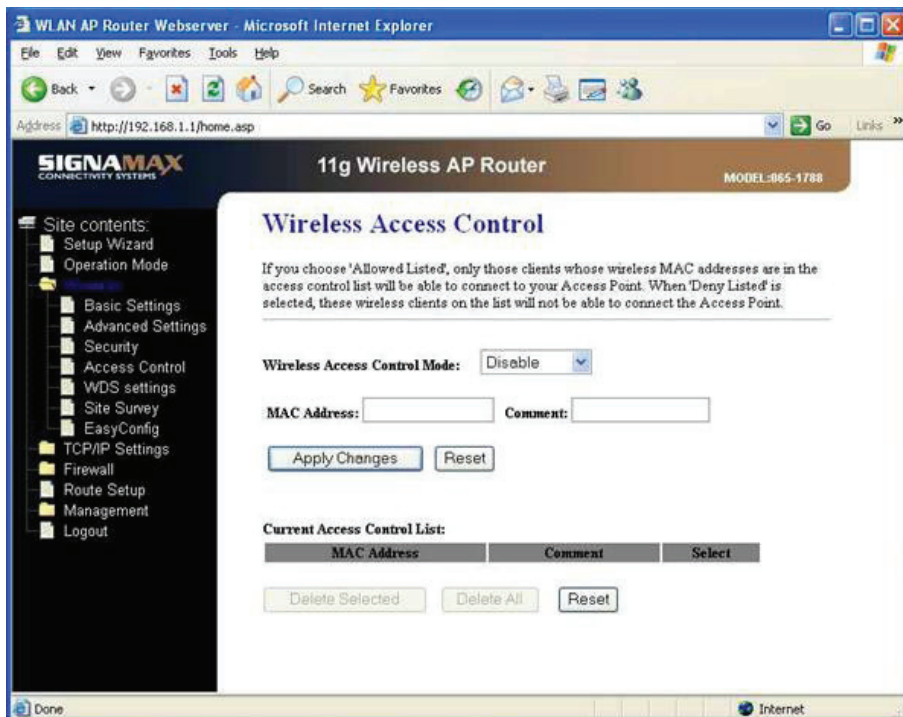 WLAN AP Router Webserver - Microsoft Internet Explorer
File Edit View Favorites Tools Help
Back Search Favorites
Address http://192.168.1.1/home.asp Go Links »
SIGNAMAX
CONNECTIVITY SYSTEMS
11g Wireless AP Router
MODEL:065-1788
Site contents:
Setup Wizard
Operation Mode
Wireless
Basic Settings
Advanced Settings
Security
Access Control
WDS settings
Site Survey
EasyConfig
TCP/IP Settings
Firewall
Route Setup
Management
Logout
Wireless Access Control
If you choose 'Allowed Listed', only those clients whose wireless MAC addresses are in the
access control list will be able to connect to your Access Point. When 'Deny Listed' is
selected, these wireless clients on the list will not be able to connect the Access Point.
Wireless Access Control Mode: Disable
MAC Address: Comment:
Apply Changes Reset
Current Access Control List:
MAC Address Comment Select
Delete Selected Delete All Reset
Done Internet